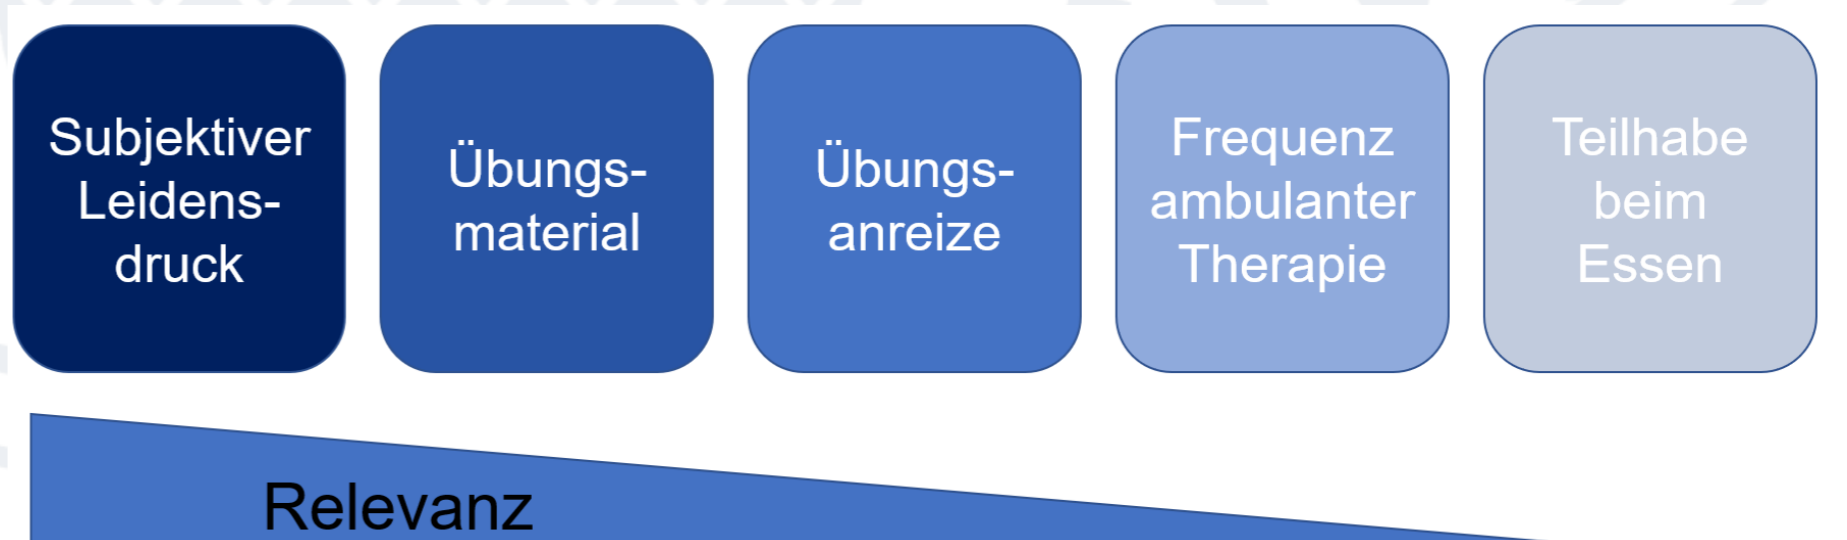 Subjektiver
Leidens-
druck
Übungs-
material
Übungs-
anreize
Frequenz
ambulanter
Therapie
Teilhabe
beim
Essen
Relevanz